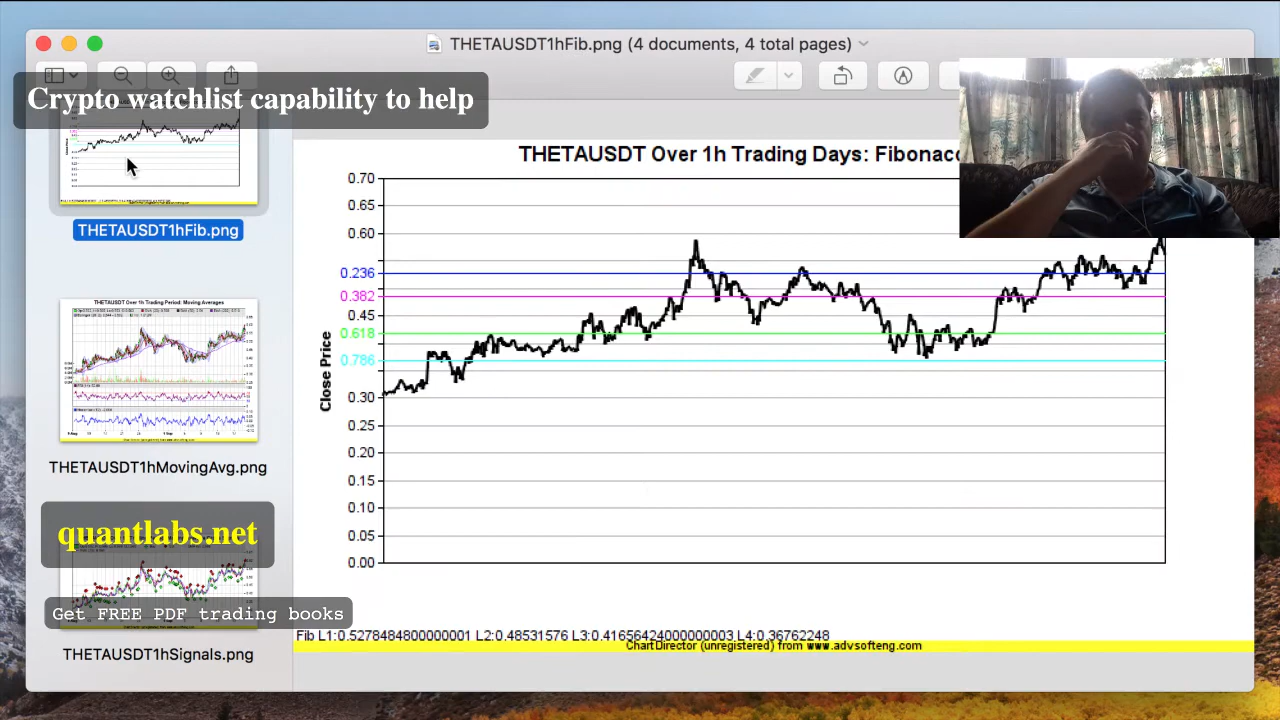 THETAUSDT1hFib.png (4 documents, 4 total pages)
Crypto watchlist capability to help
THETAUSDT1hFib.png
THETAUSDT Over 1h Trading Period: Moving Averages
THETAUSDT1hMovingAvg.png
quantlabs.net
Get FREE PDF trading books
THETAUSDT1hSignals.png
THETAUSDT Over 1h Trading Days:
Close Price
0.70
0.65
0.60
0.236
0.382
0.45
0.618
0.786
0.30
0.25
0.20
0.15
0.10
0.05
0.00
Fib L1:0.5278484800000001 L2:0.48531576 L3:0.41656424000000003 L4:0.36762248
ChartDirector (unregistered) from www.advsofteng.com